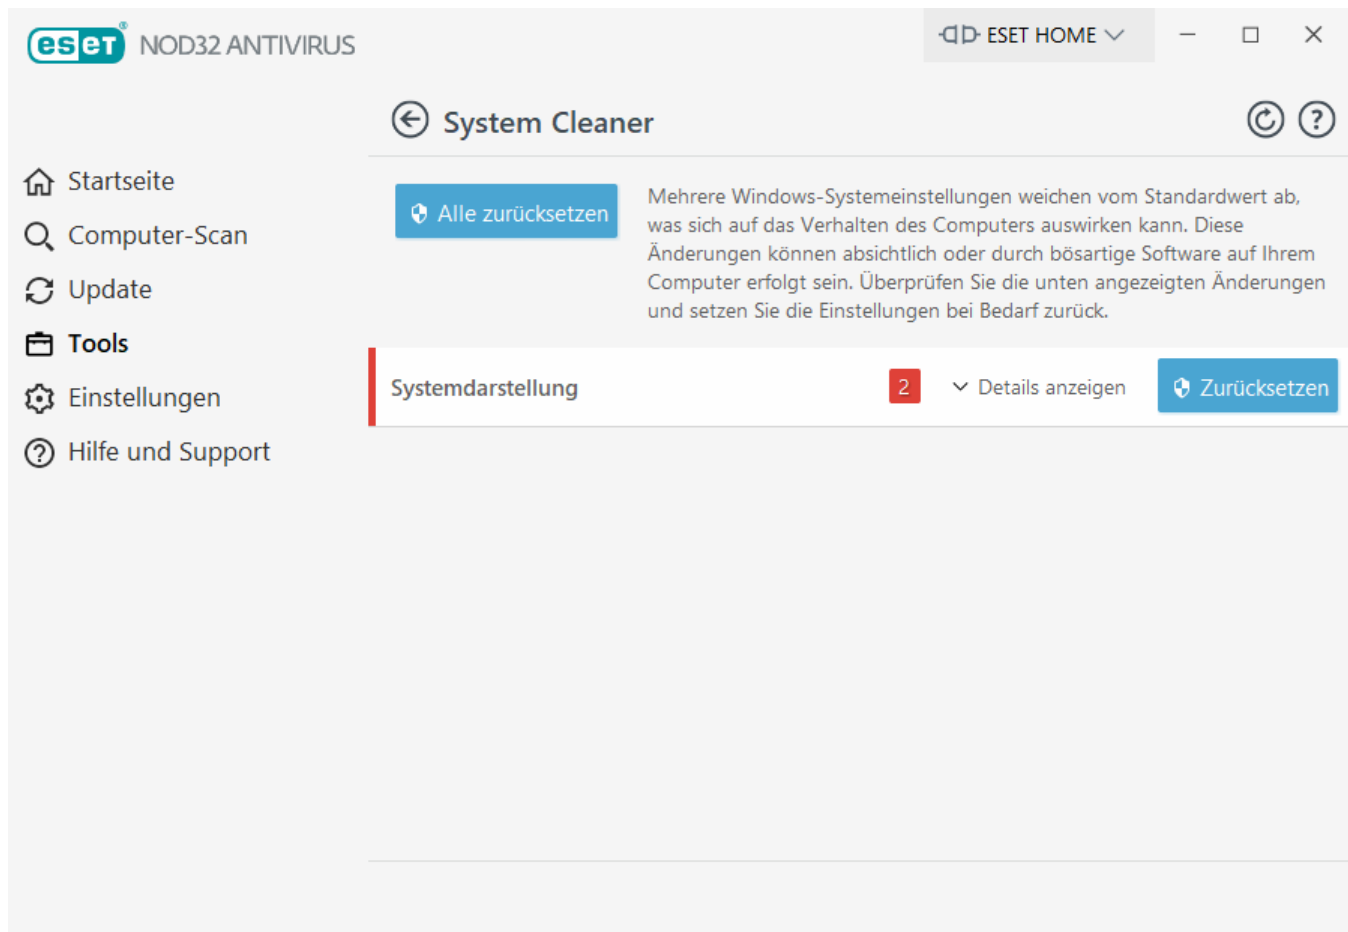 eset® NOD32 ANTIVIRUS
ESET HOME
System Cleaner
Startseite
Computer-Scan
Update
Tools
Einstellungen
Hilfe und Support
Alle zurücksetzen
Mehrere Windows-Systemeinstellungen weichen vom Standardwert ab,
was sich auf das Verhalten des Computers auswirken kann. Diese
Änderungen können absichtlich oder durch bösartige Software auf Ihrem
Computer erfolgt sein. Überprüfen Sie die unten angezeigten Änderungen
und setzen Sie die Einstellungen bei Bedarf zurück.
Systemdarstellung 2 Details anzeigen Zurücksetzen